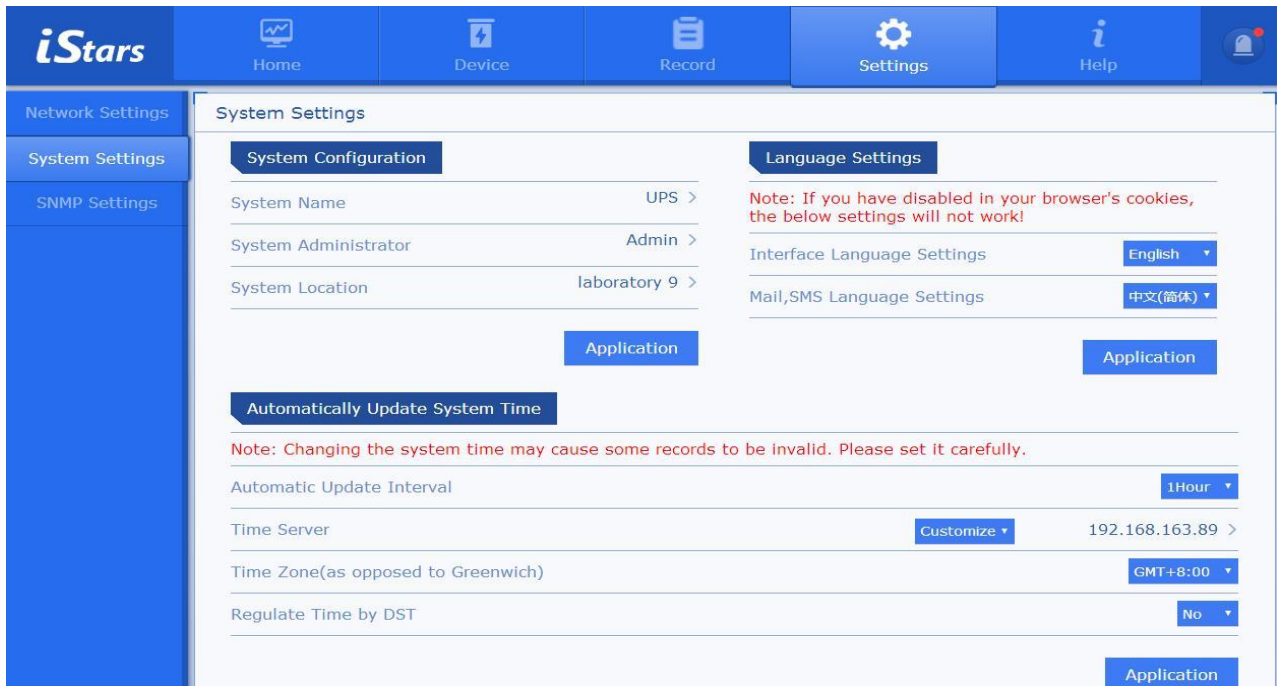 iStars
Home
Device
Record
Settings
Help
Network Settings
System Settings
SNMP Settings
System Settings
System Configuration
System Name UPS >
System Administrator Admin >
System Location laboratory 9 >
Application
Language Settings
Note: If you have disabled in your browser's cookies,
the below settings will not work!
Interface Language Settings English
Mail,SMS Language Settings 中文(简体)
Application
Automatically Update System Time
Note: Changing the system time may cause some records to be invalid. Please set it carefully.
Automatic Update Interval 1Hour
Time Server Customize 192.168.163.89 >
Time Zone(as opposed to Greenwich) GMT+8:00
Regulate Time by DST No
Application